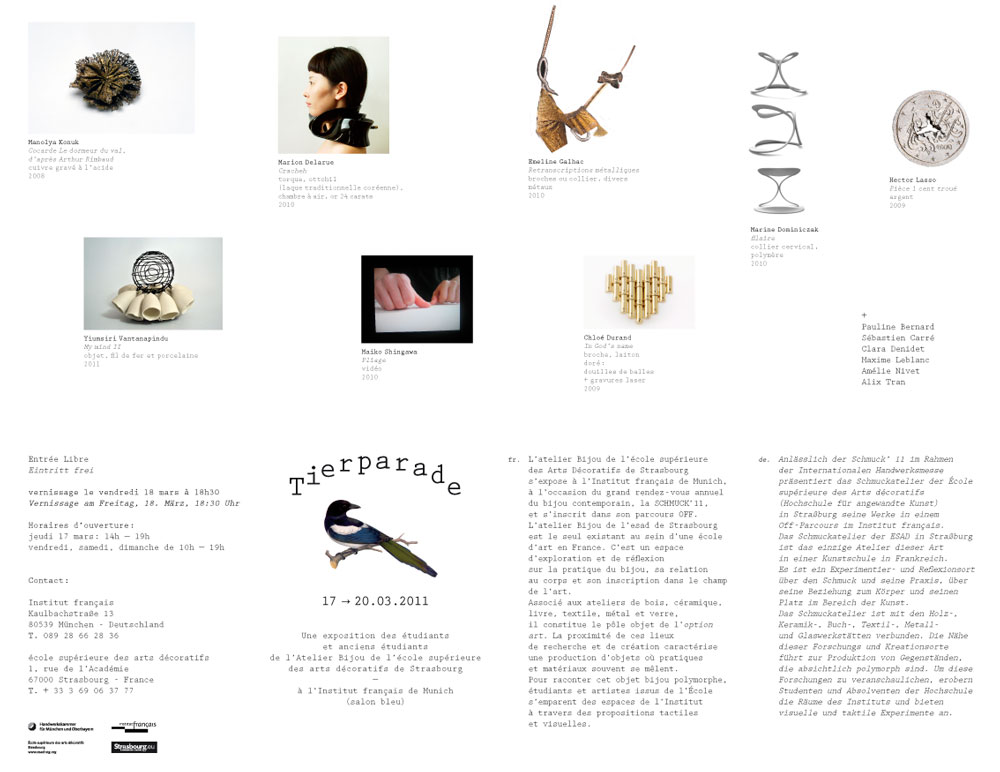 Manolya Konuk
Cocarde Le dormeur du val,
d'après Arthur Rimbaud
cuivre gravé à l'acide
2008
Marion Delarue
Cracheh
torque, ottchil
(laque traditionnelle coréenne),
chambre à air, or 24 carats
2010
Emeline Galhac
Retranscriptions métalliques
broches ou collier, divers
métaux
2010
Marine Dominiczak
Élaïra
collier cervical,
polymère
2010
Hector Lasso
Pièce 1 cent troué
argent
2009
Yiumsiri Vantanapindu
My mind II
objet, fil de fer et porcelaine
2011
Maiko Shingawa
Pliage
vidéo
2010
Chloé Durand
In God's name
broche, laiton
doré:
douilles de balles
+ gravures laser
2009
+
Pauline Bernard
Sébastien Carré
Clara Denidet
Maxime Leblanc
Amélie Nivet
Alix Tran
Entrée Libre
Eintritt frei
vernissage le vendredi 18 mars à 18h30
Vernissage am Freitag, 18. März, 18:30 Uhr
Horaires d'ouverture:
jeudi 17 mars: 14h — 19h
vendredi, samedi, dimanche de 10h — 19h
Contact:
Institut français
Kaulbachstraße 13
80539 München - Deutschland
T. 089 28 66 28 36
école supérieure des arts décoratifs
1, rue de l'Académie
67000 Strasbourg - France
T. + 33 3 69 06 37 77
Handwerkskammer
für München und Oberbayern
institut français
École supérieure des arts décoratifs
Strasbourg
www.esad-stg.org
Strasbourg.eu
Tierparade
17 → 20.03.2011
Une exposition des étudiants
et anciens étudiants
de l'Atelier Bijou de l'école supérieure
des arts décoratifs de Strasbourg
—
à l'Institut français de Munich
(salon bleu)
fr. L'atelier Bijou de l'école supérieure
des Arts Décoratifs de Strasbourg
s'expose à l'Institut français de Munich,
à l'occasion du grand rendez-vous annuel
du bijou contemporain, la SCHMUCK'11,
et s'inscrit dans son parcours OFF.
L'atelier Bijou de l'esad de Strasbourg
est le seul existant au sein d'une école
d'art en France. C'est un espace
d'exploration et de réflexion
sur la pratique du bijou, sa relation
au corps et son inscription dans le champ
de l'art.
Associé aux ateliers de bois, céramique,
livre, textile, métal et verre,
il constitue le pôle objet de l'option
art. La proximité de ces lieux
de recherche et de création caractérise
une production d'objets où pratiques
et matériaux souvent se mêlent.
Pour raconter cet objet bijou polymorphe,
étudiants et artistes issus de l'École
s'emparent des espaces de l'Institut
à travers des propositions tactiles
et visuelles.
de. Anlässlich der Schmuck' 11 im Rahmen
der Internationalen Handwerksmesse
präsentiert das Schmuckatelier der École
supérieure des Arts décoratifs
(Hochschule für angewandte Kunst)
in Straßburg seine Werke in einem
Off-Parcours im Institut français.
Das Schmuckatelier der ESAD in Straßburg
ist das einzige Atelier dieser Art
in einer Kunstschule in Frankreich.
Es ist ein Experimentier- und Reflexionsort
über den Schmuck und seine Praxis, über
seine Beziehung zum Körper und seinen
Platz im Bereich der Kunst.
Das Schmuckatelier ist mit den Holz-,
Keramik-, Buch-, Textil-, Metall-
und Glaswerkstätten verbunden. Die Nähe
dieser Forschungs und Kreationsorte
führt zur Produktion von Gegenständen,
die absichtlich polymorph sind. Um diese
Forschungen zu veranschaulichen, erobern
Studenten und Absolventen der Hochschule
die Räume des Instituts und bieten
visuelle und taktile Experimente an.